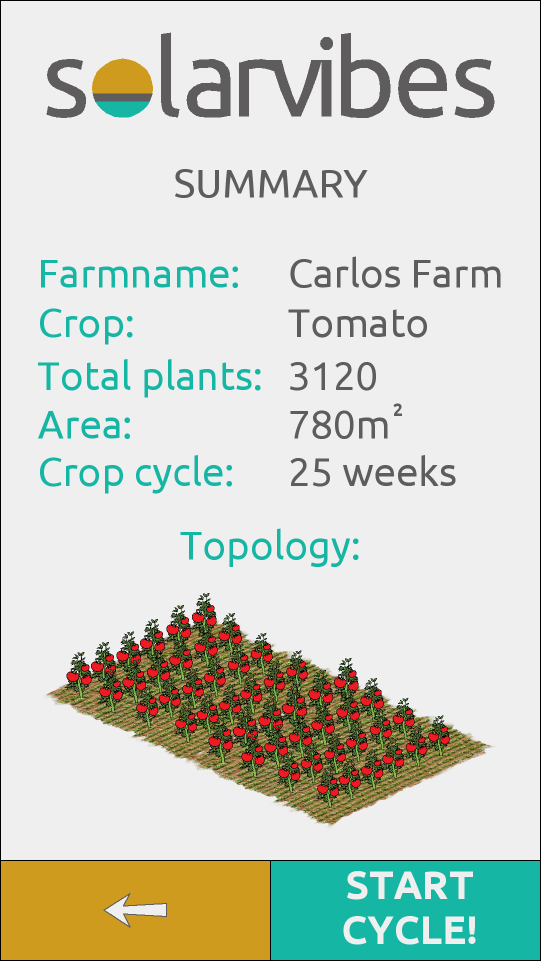 solarvibes
SUMMARY
Farmname: Carlos Farm
Crop: Tomato
Total plants: 3120
Area: 780m²
Crop cycle: 25 weeks
Topology:
START
CYCLE!